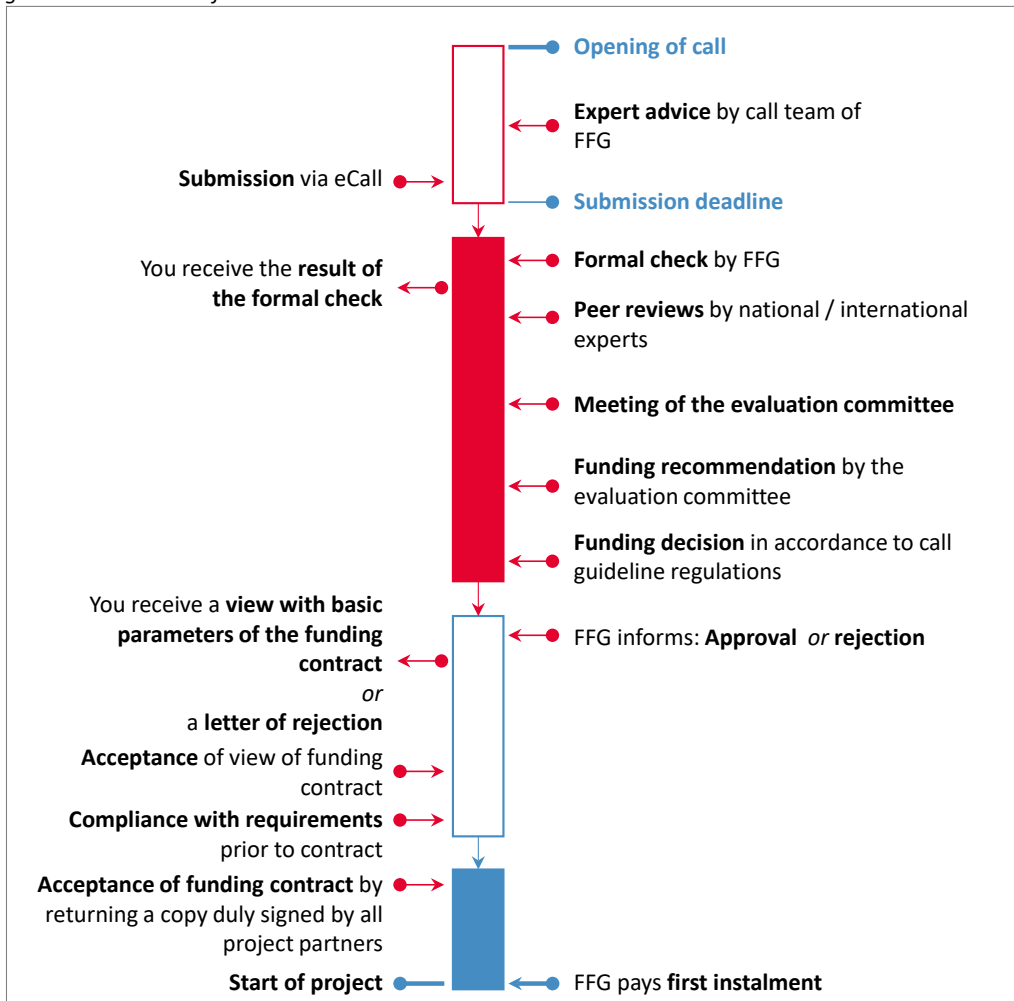 Opening of call
Expert advice by call team of
FFG
Submission via eCall
Submission deadline
Formal check by FFG
You receive the result of
the formal check
Peer reviews by national / international
experts
Meeting of the evaluation committee
Funding recommendation by the
evaluation committee
Funding decision in accordance to call
guideline regulations
You receive a view with basic
parameters of the funding
contract
or
a letter of rejection
FFG informs: Approval or rejection
Acceptance of view of funding
contract
Compliance with requirements
prior to contract
Acceptance of funding contract by
returning a copy duly signed by all
project partners
Start of project
FFG pays first instalment